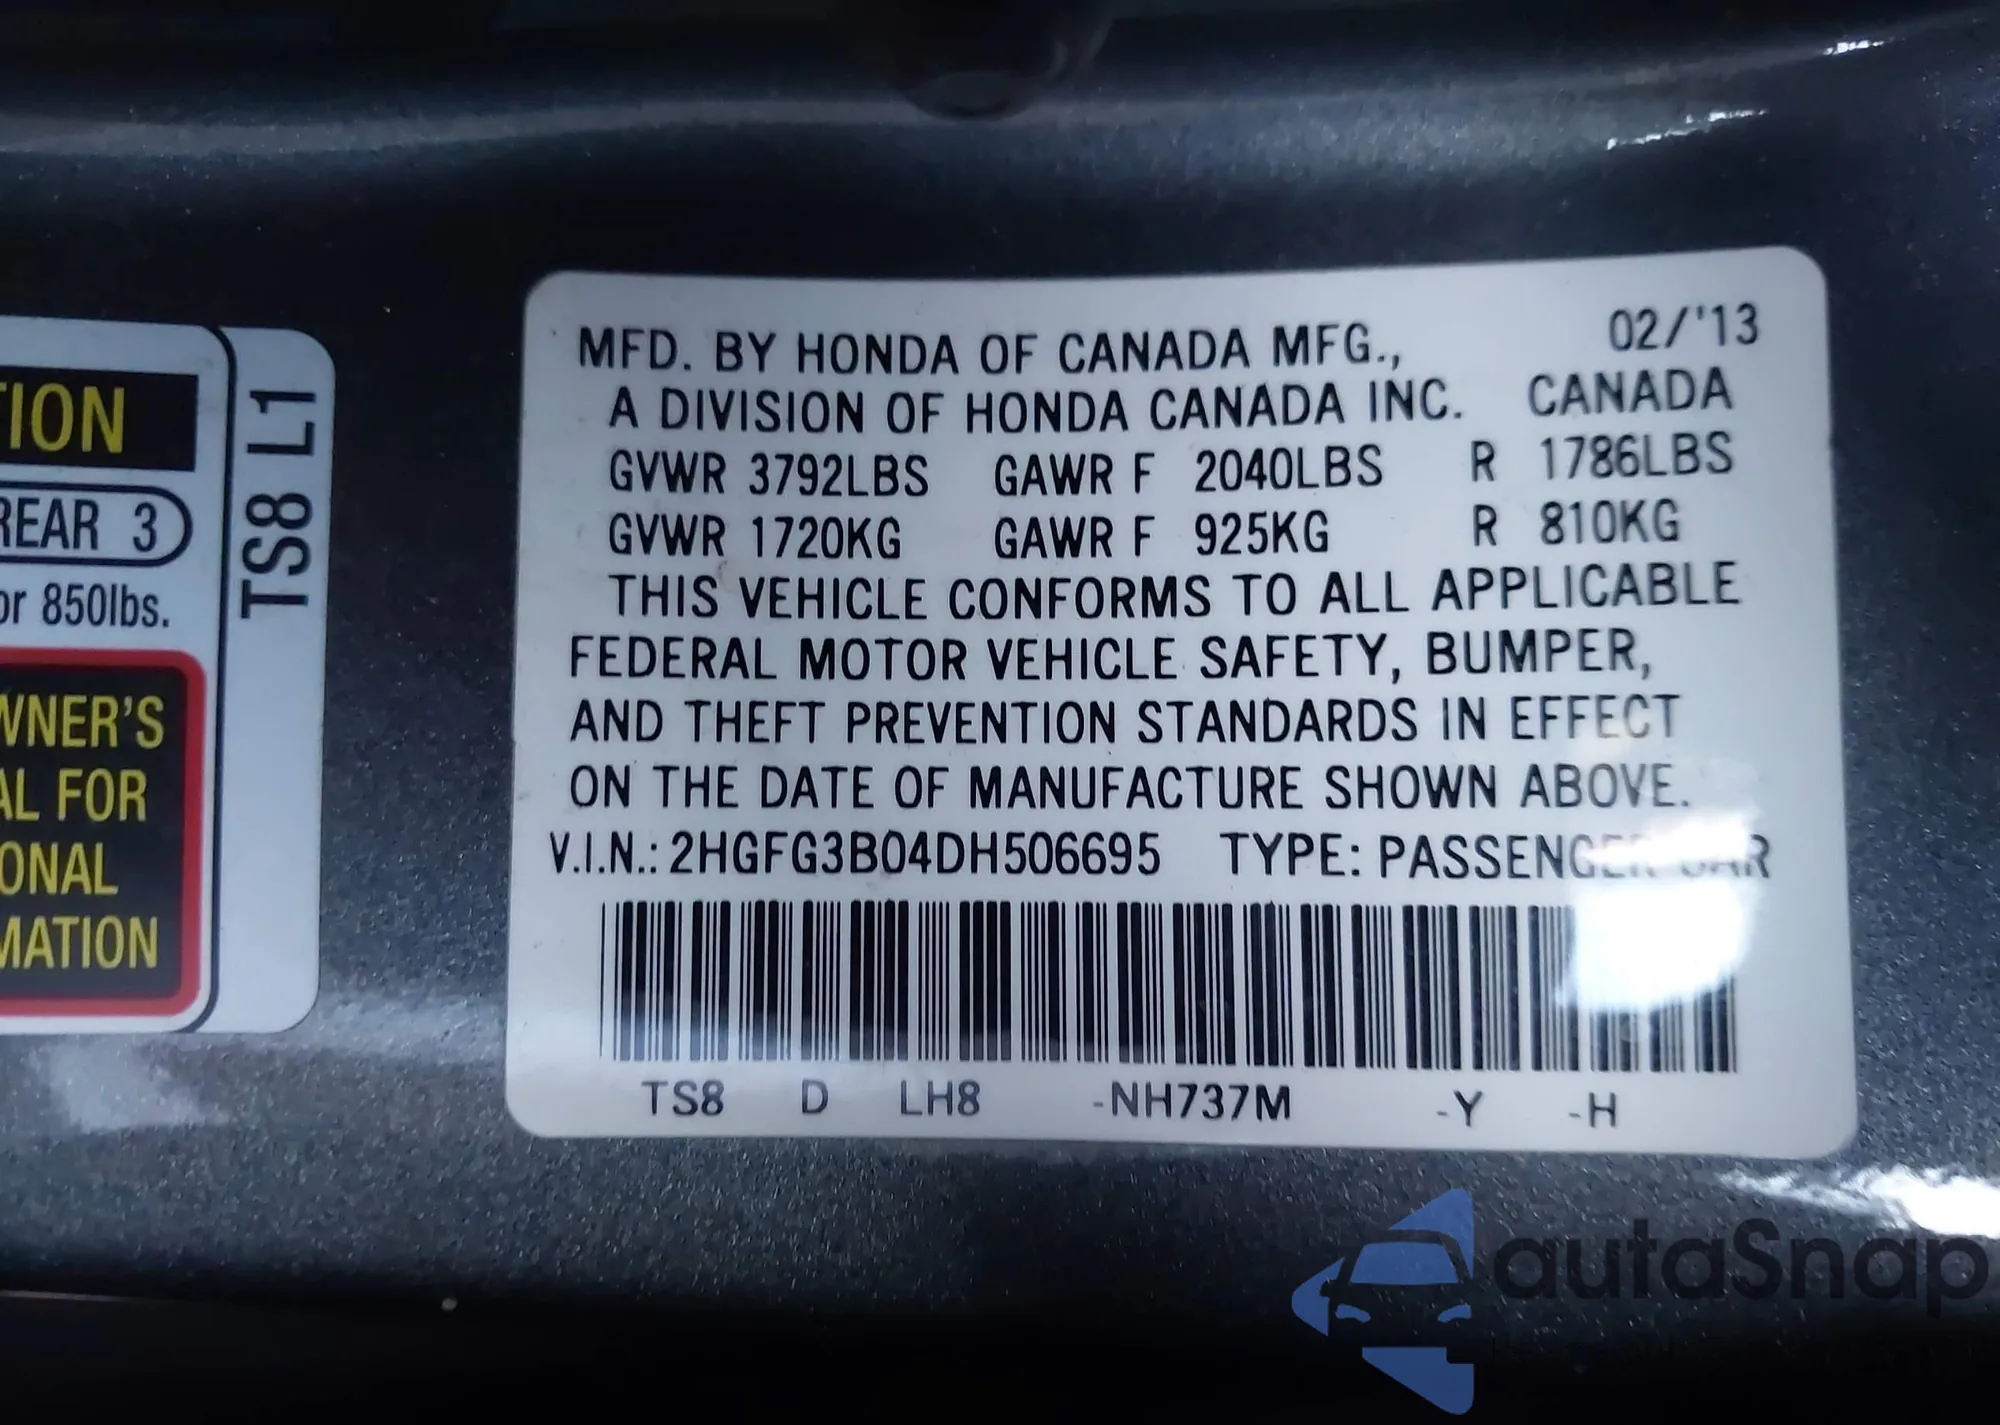 TION
REAR 3
or 850lbs.
WNER'S
AL FOR
ONAL
MATION
TS8 L1
MFD. BY HONDA OF CANADA MFG., 02/'13
A DIVISION OF HONDA CANADA INC. CANADA
GVWR 3792LBS GAWR F 2040LBS R 1786LBS
GVWR 1720KG GAWR F 925KG R 810KG
THIS VEHICLE CONFORMS TO ALL APPLICABLE
FEDERAL MOTOR VEHICLE SAFETY, BUMPER,
AND THEFT PREVENTION STANDARDS IN EFFECT
ON THE DATE OF MANUFACTURE SHOWN ABOVE.
V.I.N.: 2HGFG3B04DH506695 TYPE: PASSENGER CAR
TS8 D LH8 -NH737M -Y -H
autaSnap